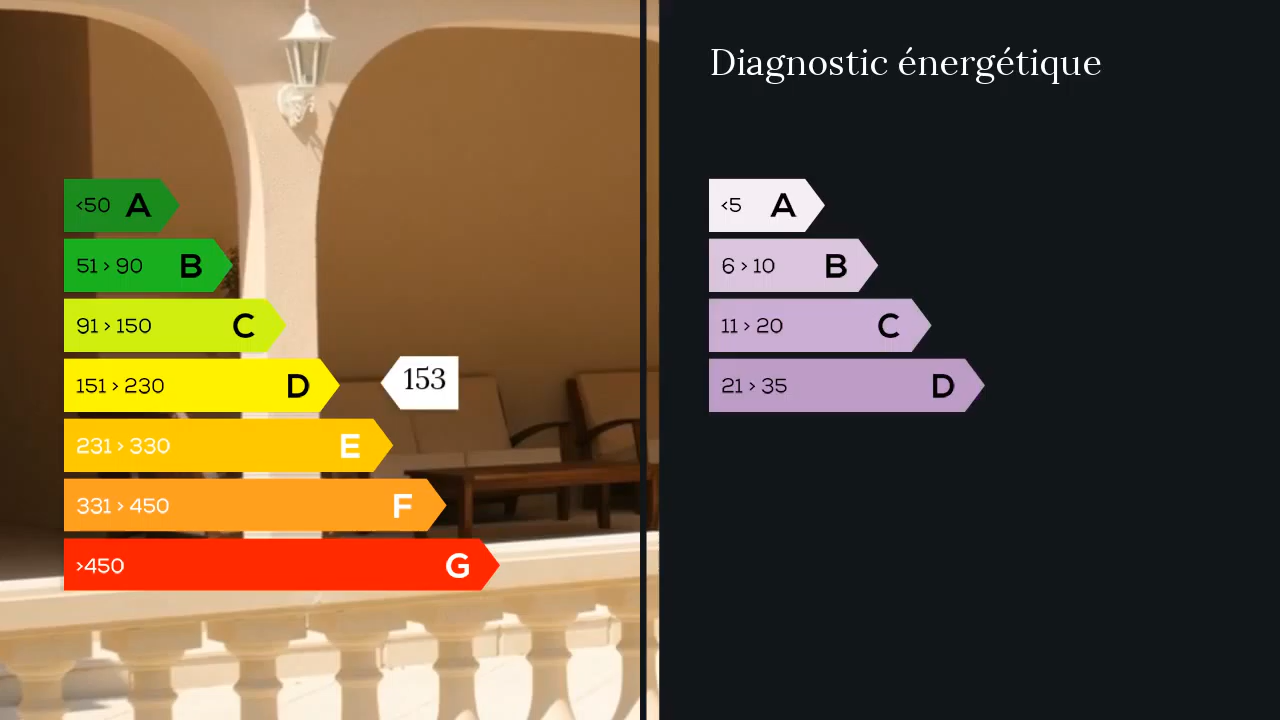 Diagnostic énergétique
<50 A
51 > 90 B
91 > 150 C
151 > 230 D
153
231 > 330 E
331 > 450 F
>450 G
<5 A
6 > 10 B
11 > 20 C
21 > 35 D